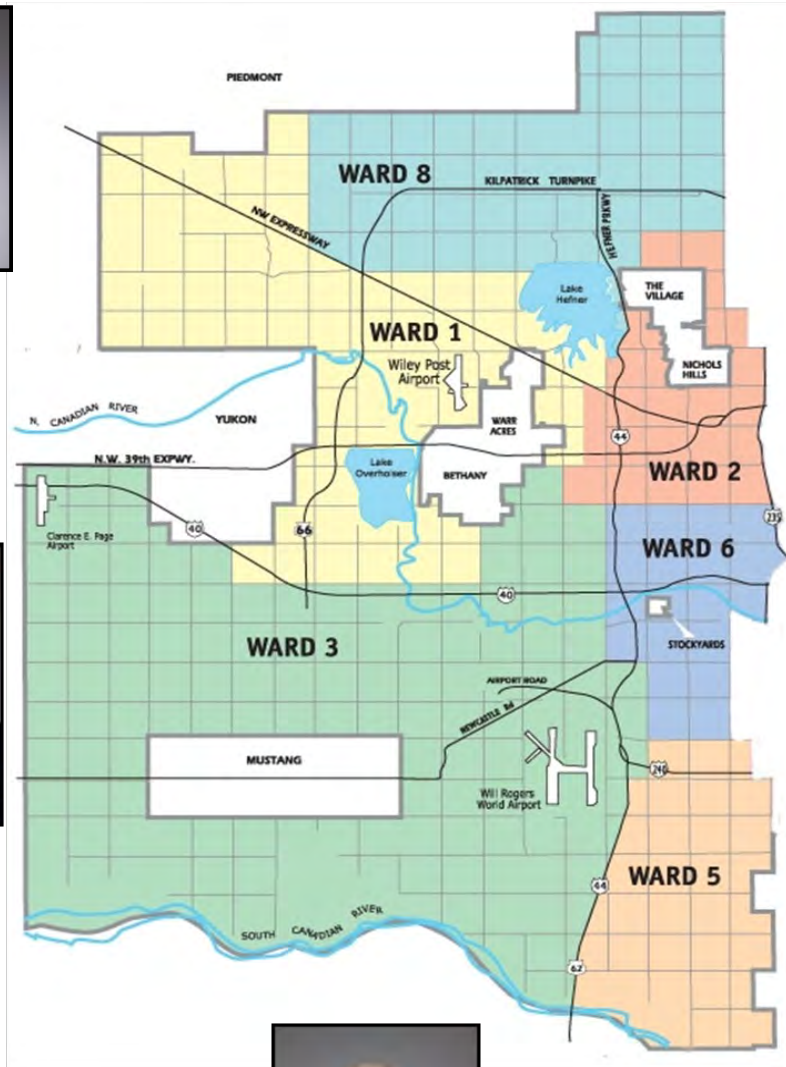 PIEDMONT
WARD 8
KILPATRICK TURNPIKE
HEFNER PRKWY
NW EXPRESSWAY
Lake
Hefner
THE
VILLAGE
WARD 1
Wiley Post
Airport
NICHOLS
HILLS
N. CANADIAN RIVER
YUKON
WARR
ACRES
44
N.W. 39th EXPWY.
Lake
Overholser
BETHANY
WARD 2
40
66
235
Clarence E. Page
Airport
WARD 6
40
WARD 3
STOCKYARDS
AIRPORT ROAD
NEWCASTLE Rd
MUSTANG
240
Will Rogers
World Airport
WARD 5
44
SOUTH CANADIAN RIVER
62